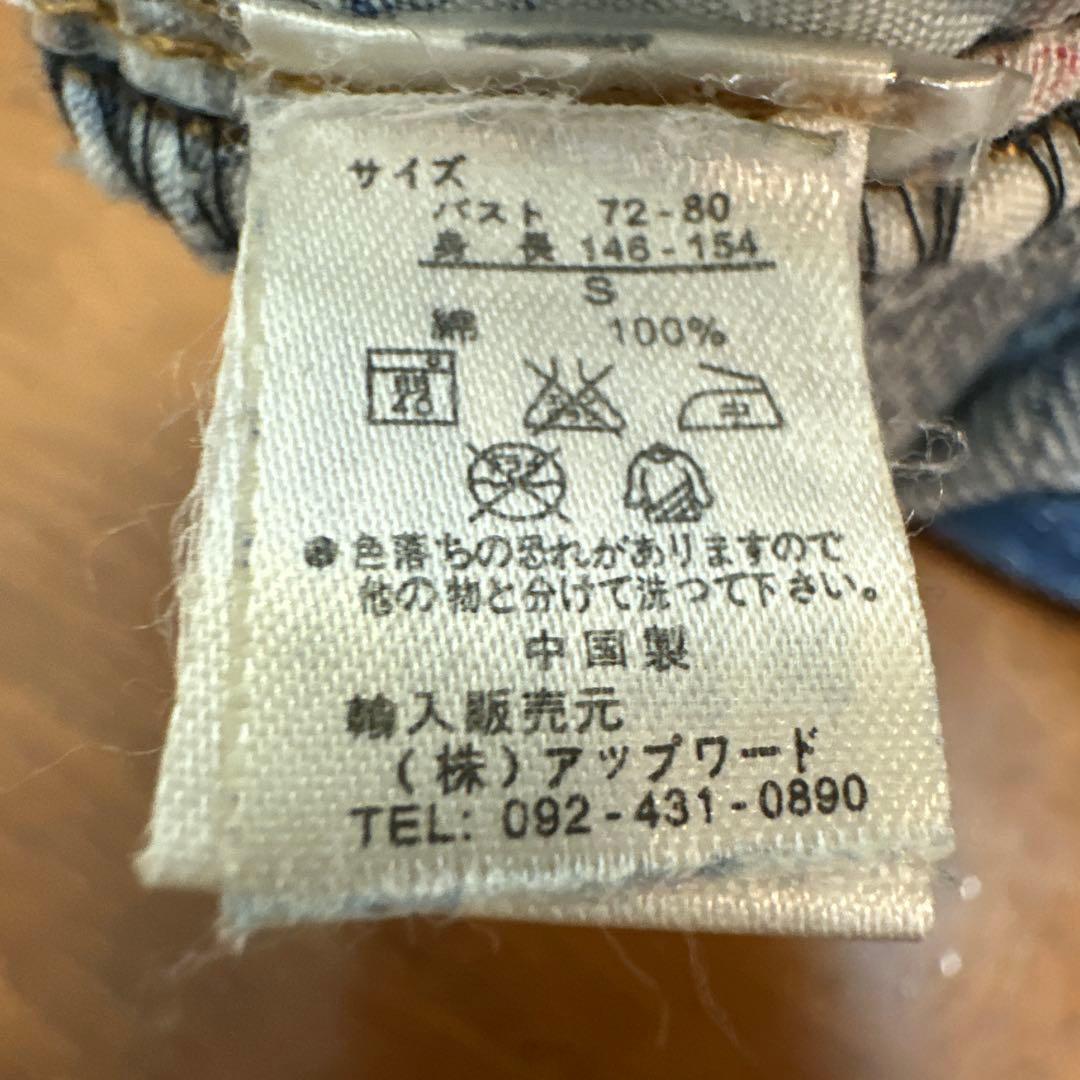 サイズ
バスト 72-80
身 長 146-154
S
綿 100%
40
中
● 色落ちの恐れがありますので
他の物と分けて洗って下さい。
中国製
輸入販売元
(株)アップワード
TEL: 092-431-0890